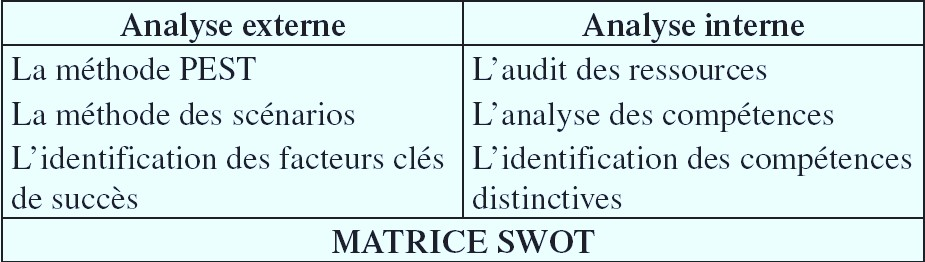 Analyse externe
Analyse interne
La méthode PEST
La méthode des scénarios
L’identification des facteurs clés
de succès
L’audit des ressources
L’analyse des compétences
L’identification des compétences
distinctives
MATRICE SWOT